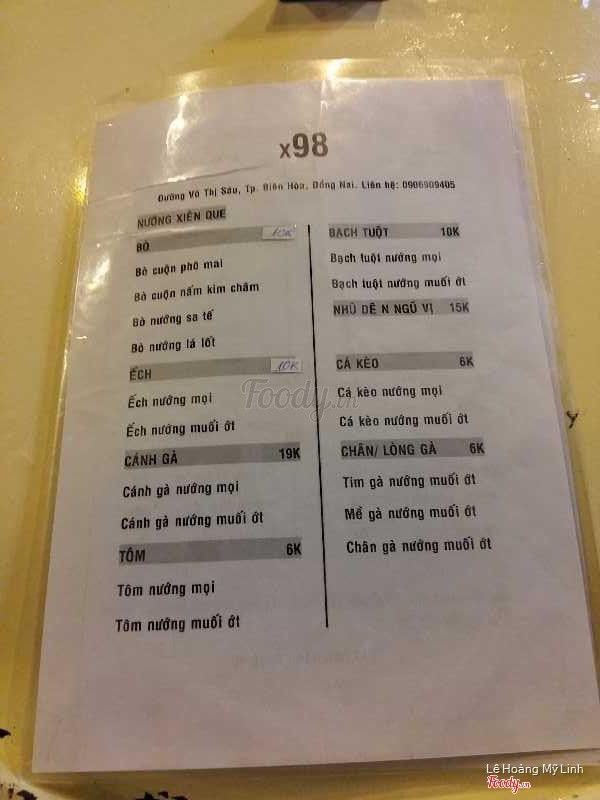 x98
Đường Võ Thị Sáu, Tp. Biên Hòa, Đồng Nai. Liên hệ: 0906909405
NƯỚNG XIÊN QUE
BÒ 10K
Bò cuộn phô mai
Bò cuộn nấm kim châm
Bò nướng sa tế
Bò nướng lá lốt
ẾCH 10K
Ếch nướng mọi
Ếch nướng muối ớt
CÁNH GÀ 19K
Cánh gà nướng mọi
Cánh gà nướng muối ớt
TÔM 6K
Tôm nướng mọi
Tôm nướng muối ớt
BẠCH TUỘT 10K
Bạch tuột nướng mọi
Bạch tuột nướng muối ớt
NHŨ DÊ N NGŨ VỊ 15K
CÁ KÈO 6K
Cá kèo nướng mọi
Cá kèo nướng muối ớt
CHÂN/ LÒNG GÀ 6K
Tim gà nướng muối ớt
Mề gà nướng muối ớt
Chân gà nướng muối ớt
Foody.vn
Lê Hoàng Mỹ Linh
Foody.vn